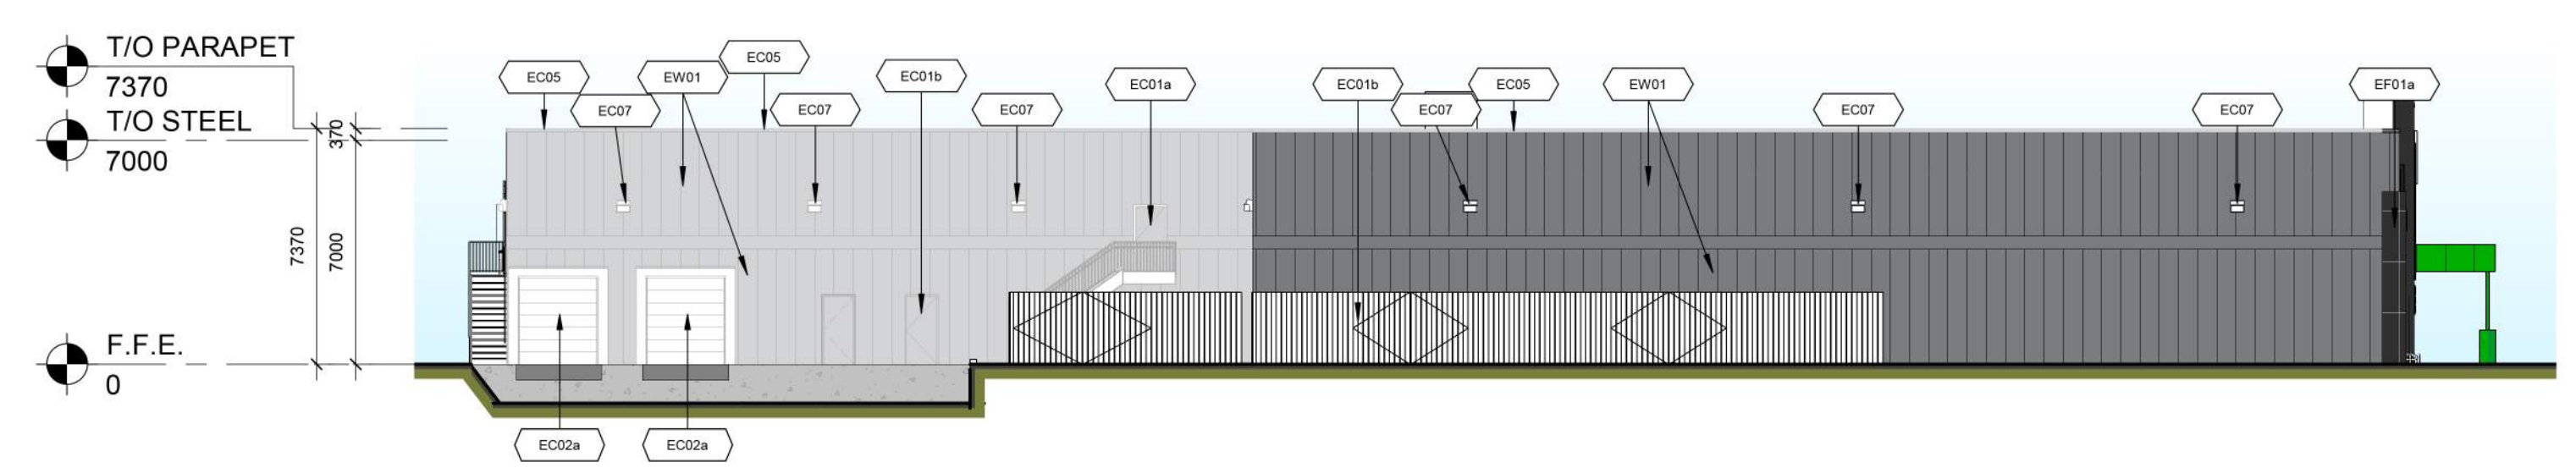 T/O PARAPET
7370
T/O STEEL
7000
F.F.E.
0
370
7370
7000
EC05
EC07
EW01
EC05
EC07
EC01b
EC07
EC01a
EC01b
EC07
EC05
EW01
EC07
EC07
EF01a
EC02a
EC02a